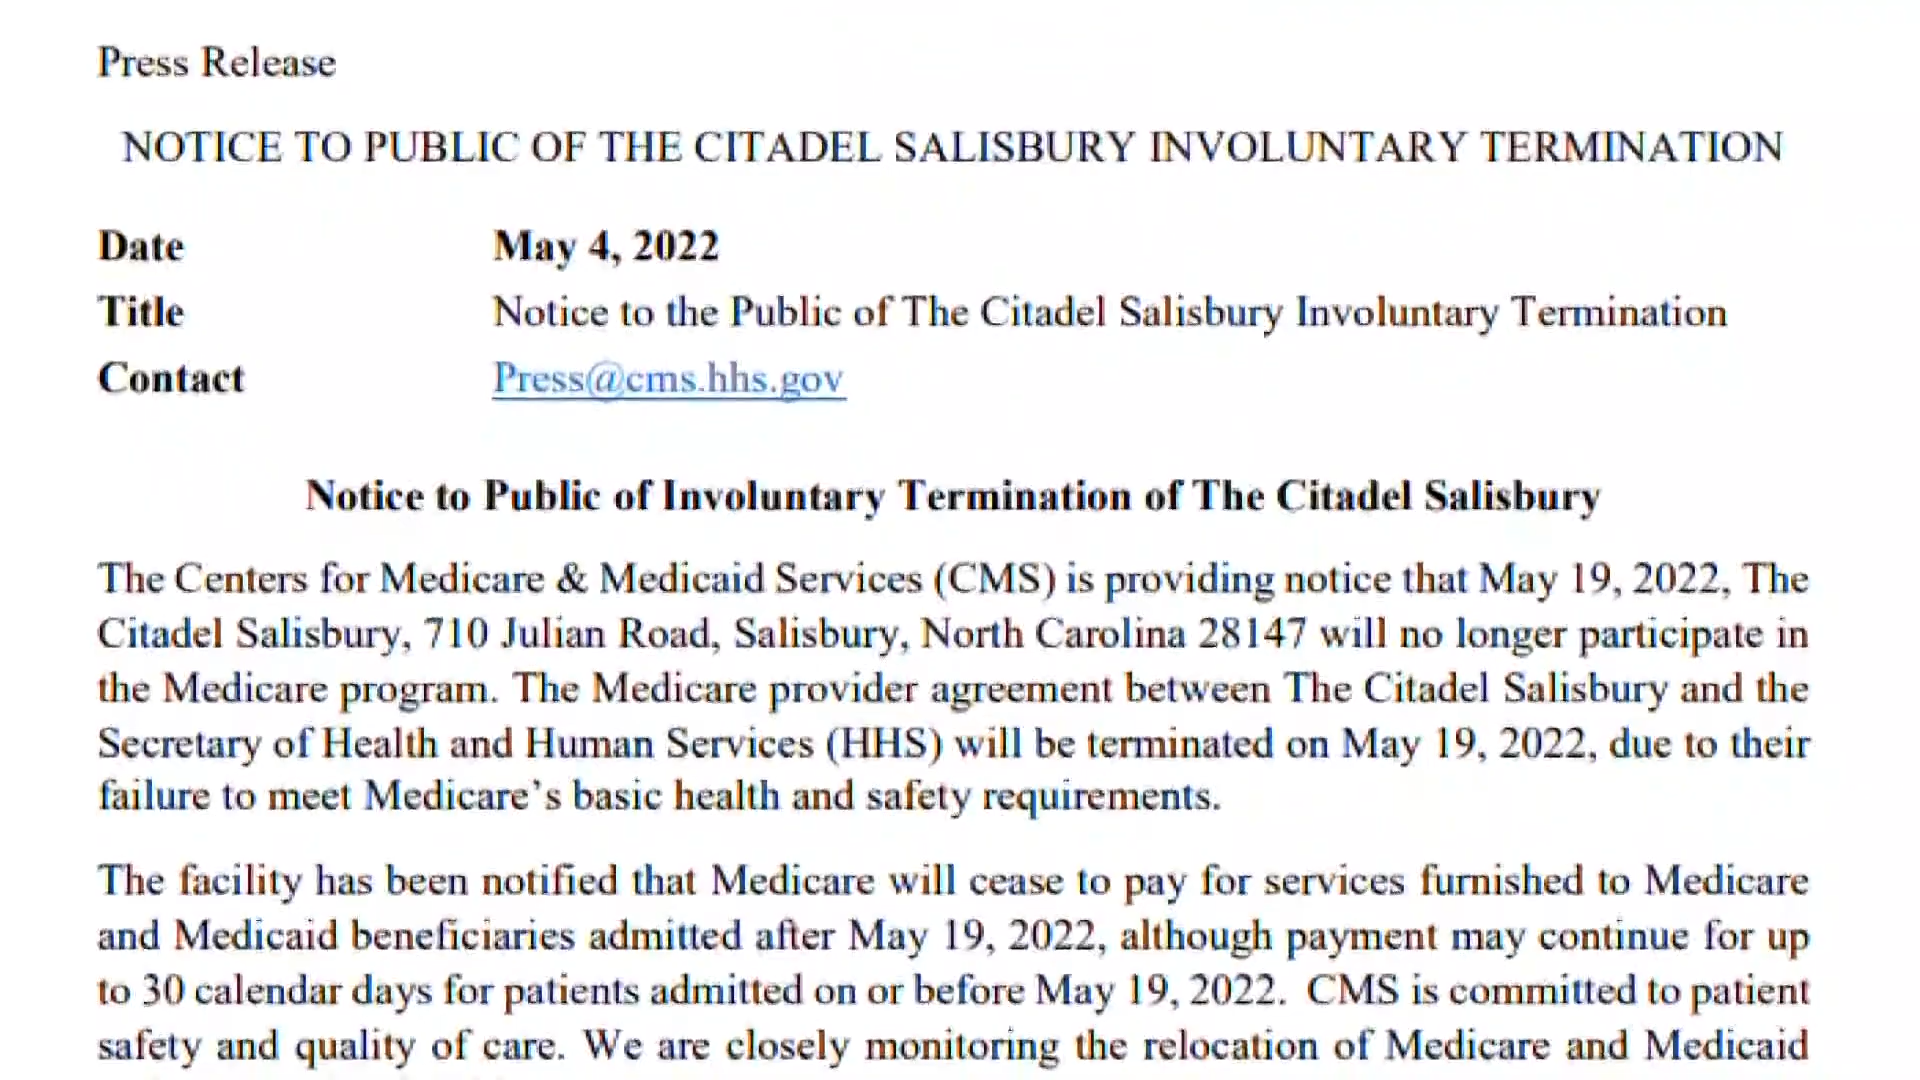 Press Release
NOTICE TO PUBLIC OF THE CITADEL SALISBURY INVOLUNTARY TERMINATION
Date May 4, 2022
Title Notice to the Public of The Citadel Salisbury Involuntary Termination
Contact Press@cms.hhs.gov
Notice to Public of Involuntary Termination of The Citadel Salisbury
The Centers for Medicare & Medicaid Services (CMS) is providing notice that May 19, 2022, The
Citadel Salisbury, 710 Julian Road, Salisbury, North Carolina 28147 will no longer participate in
the Medicare program. The Medicare provider agreement between The Citadel Salisbury and the
Secretary of Health and Human Services (HHS) will be terminated on May 19, 2022, due to their
failure to meet Medicare’s basic health and safety requirements.
The facility has been notified that Medicare will cease to pay for services furnished to Medicare
and Medicaid beneficiaries admitted after May 19, 2022, although payment may continue for up
to 30 calendar days for patients admitted on or before May 19, 2022. CMS is committed to patient
safety and quality of care. We are closely monitoring the relocation of Medicare and Medicaid